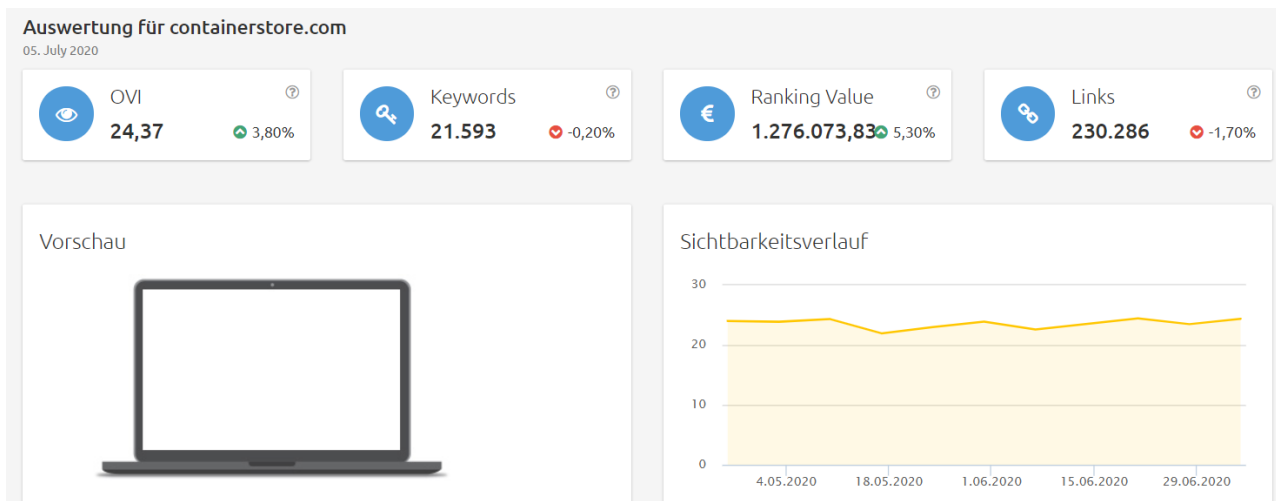 Auswertung für containerstore.com
05. July 2020
OVI
24,37
3,80%
Keywords
21.593
-0,20%
Ranking Value
1.276.073,83
5,30%
Links
230.286
-1,70%
Vorschau
Sichtbarkeitsverlauf
30
20
10
0
4.05.2020 18.05.2020 1.06.2020 15.06.2020 29.06.2020